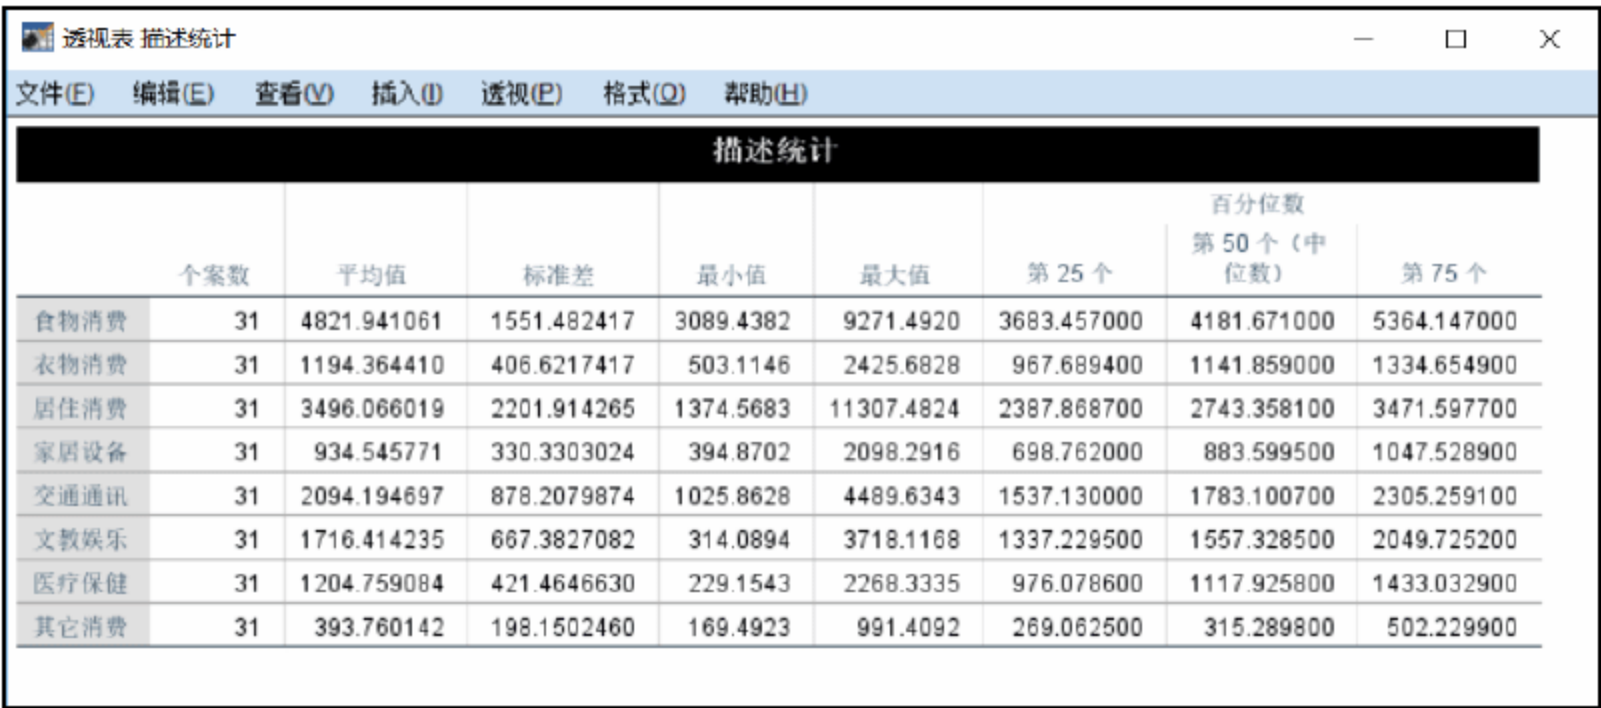 透视表 描述统计
文件(F) 编辑(E) 查看(V) 插入(I) 透视(P) 格式(O) 帮助(H)
描述统计
百分位数
个案数 平均值 标准差 最小值 最大值 第 25 个 第 50 个（中位数） 第 75 个
食物消费 31 4821.941061 1551.482417 3089.4382 9271.4920 3683.457000 4181.671000 5364.147000
衣物消费 31 1194.364410 406.6217417 503.1146 2425.6828 967.689400 1141.859000 1334.654900
居住消费 31 3496.066019 2201.914265 1374.5683 11307.4824 2387.868700 2743.358100 3471.597700
家居设备 31 934.545771 330.3303024 394.8702 2098.2916 698.762000 883.599500 1047.528900
交通通讯 31 2094.194697 878.2079874 1025.8628 4489.6343 1537.130000 1783.100700 2305.259100
文教娱乐 31 1716.414235 667.3827082 314.0894 3718.1168 1337.229500 1557.328500 2049.725200
医疗保健 31 1204.759084 421.4646630 229.1543 2268.3335 976.078600 1117.925800 1433.032900
其它消费 31 393.760142 198.1502460 169.4923 991.4092 269.062500 315.289800 502.229900